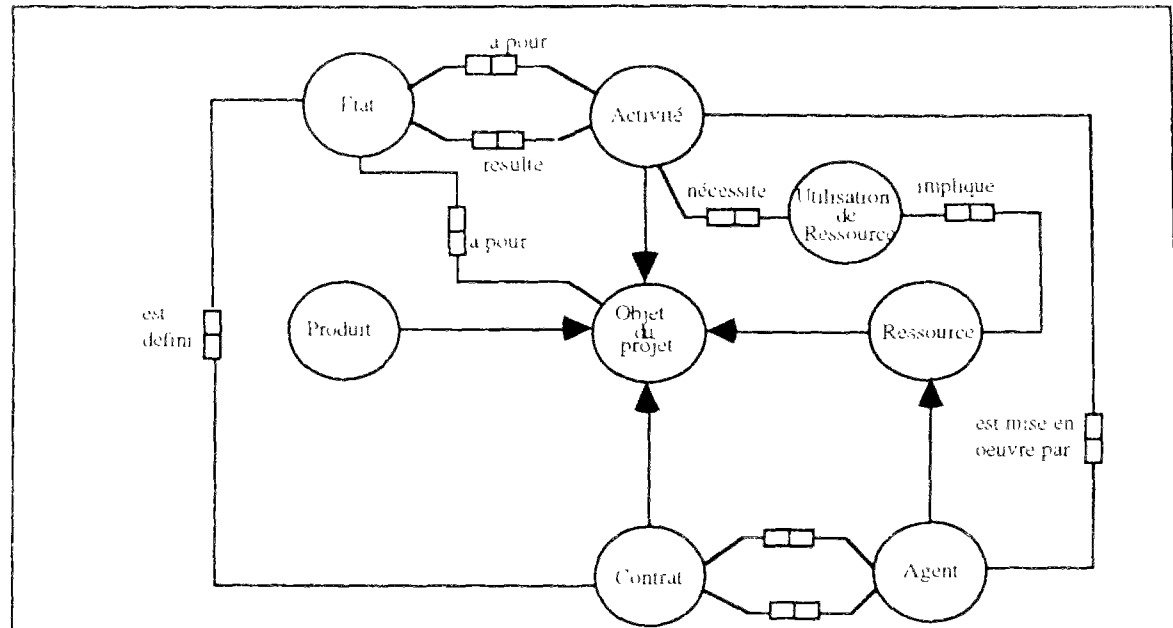 a pour
Etat
Activité
résulte
nécessite
implique
Utilisation
de
Ressource
a pour
est
défini
Produit
Objet
du
projet
Ressource
est mise en
oeuvre par
Contrat
Agent